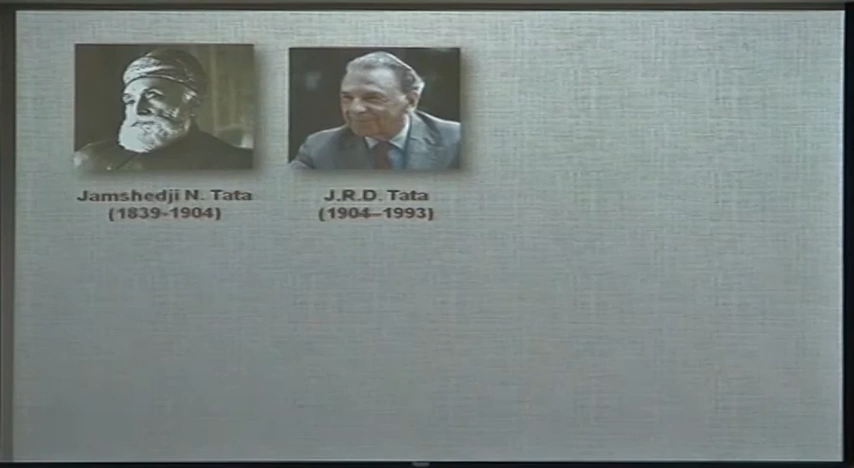 Jamshedji N. Tata
(1839-1904)
J.R.D. Tata
(1904–1993)